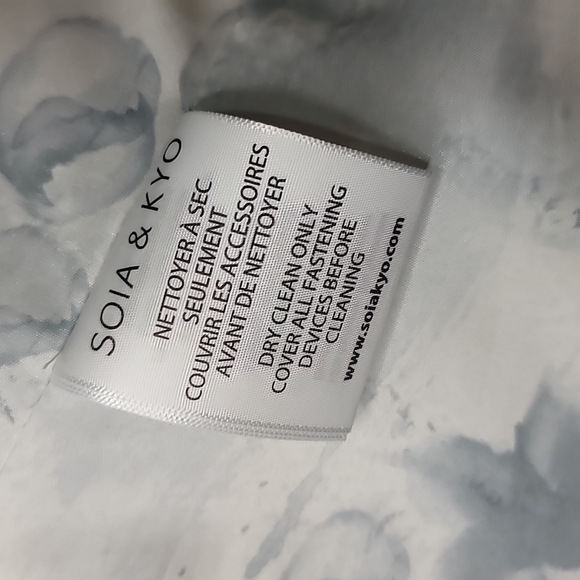 SOIA & KYO
NETTOYER À SEC
SEULEMENT
COUVRIR LES ACCESSOIRES
AVANT DE NETTOYER
DRY CLEAN ONLY
COVER ALL FASTENING
DEVICES BEFORE
CLEANING
www.soiakyo.com